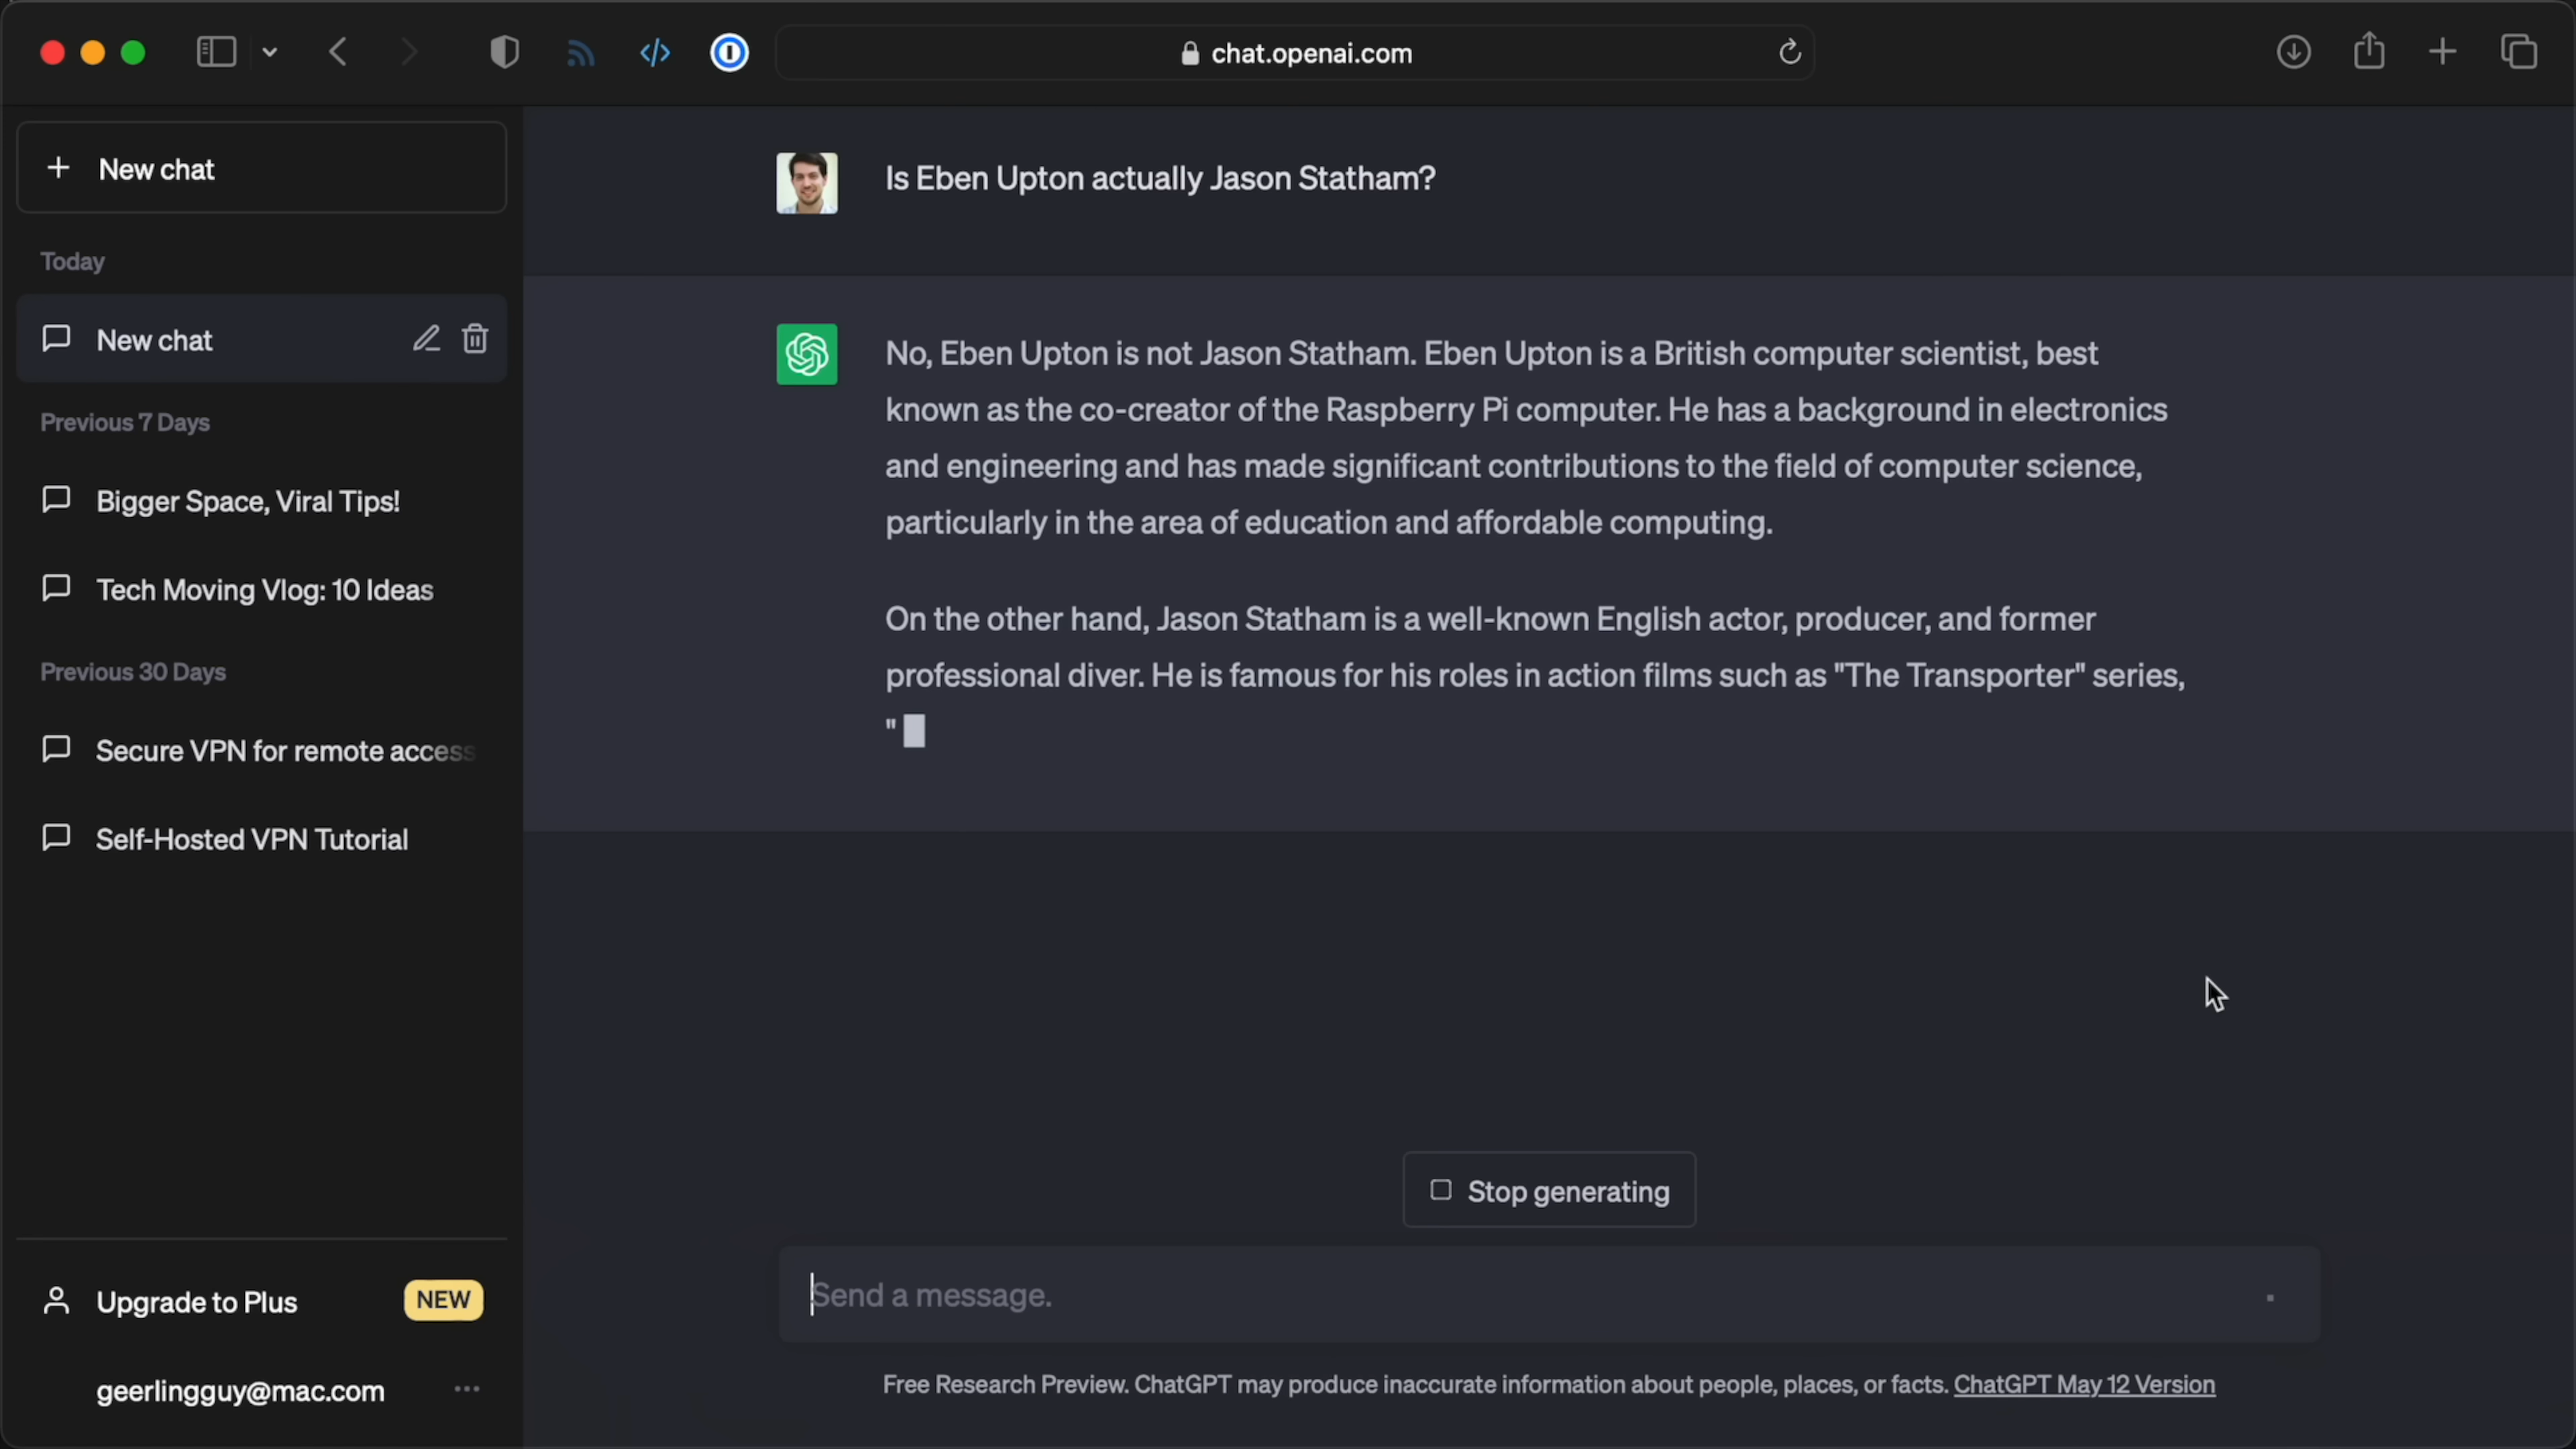 chat.openai.com
New chat
Today
New chat
Previous 7 Days
Bigger Space, Viral Tips!
Tech Moving Vlog: 10 Ideas
Previous 30 Days
Secure VPN for remote access
Self-Hosted VPN Tutorial
Upgrade to Plus NEW
geerlingguy@mac.com
Is Eben Upton actually Jason Statham?
No, Eben Upton is not Jason Statham. Eben Upton is a British computer scientist, best
known as the co-creator of the Raspberry Pi computer. He has a background in electronics
and engineering and has made significant contributions to the field of computer science,
particularly in the area of education and affordable computing.
On the other hand, Jason Statham is a well-known English actor, producer, and former
professional diver. He is famous for his roles in action films such as "The Transporter" series,
"
Stop generating
Send a message.
Free Research Preview. ChatGPT may produce inaccurate information about people, places, or facts. ChatGPT May 12 Version